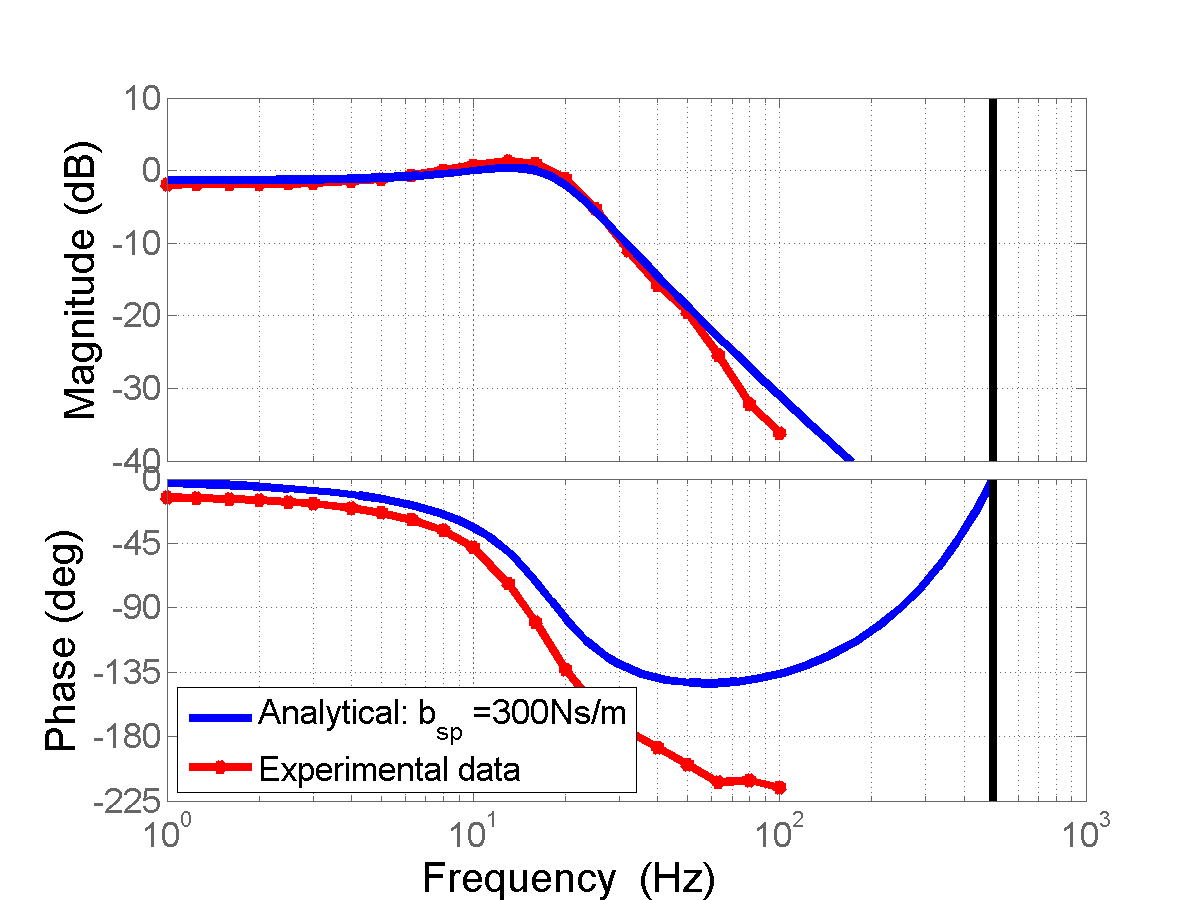 10
0
-10
-20
-30
-40
Magnitude (dB)
0
-45
-90
-135
-180
-225
Phase (deg)
Analytical: b_sp =300Ns/m
Experimental data
10^0 10^1 10^2 10^3
Frequency (Hz)